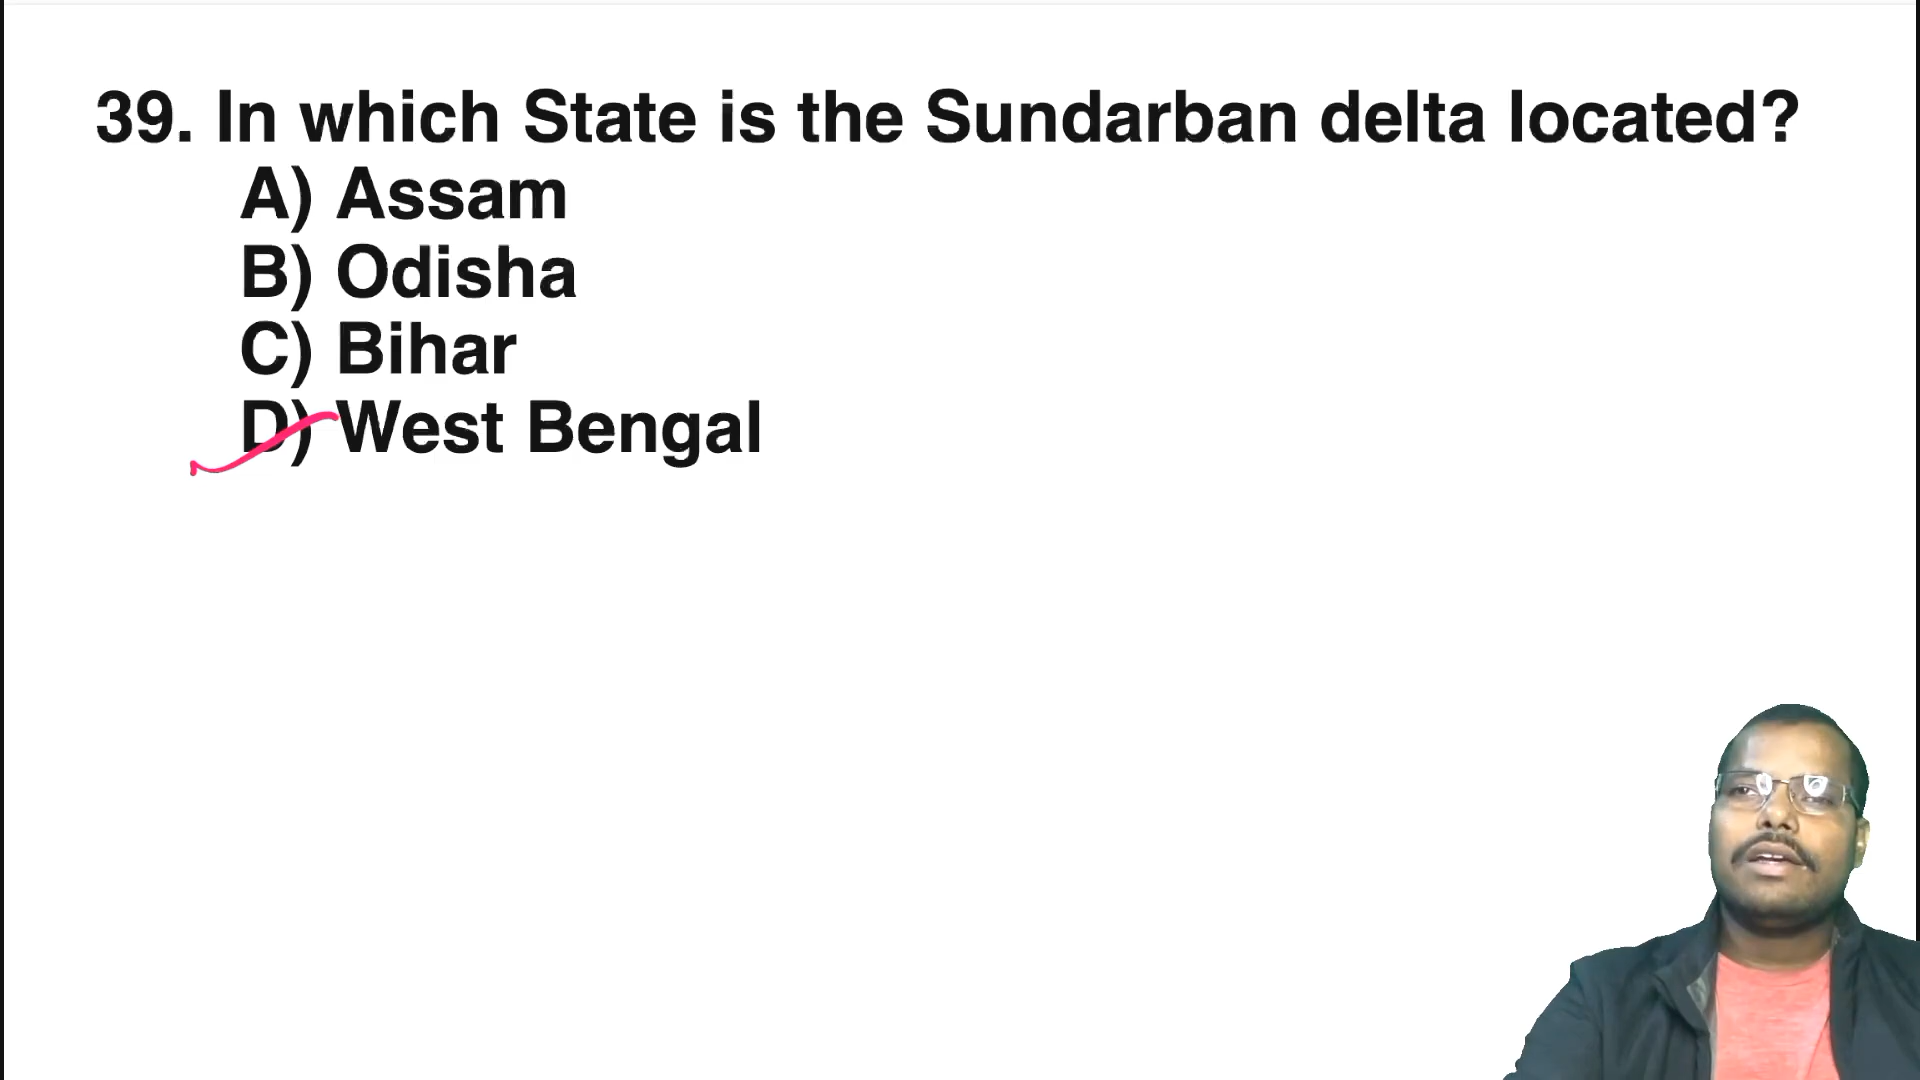 39. In which State is the Sundarban delta located?
A) Assam
B) Odisha
C) Bihar
D) West Bengal